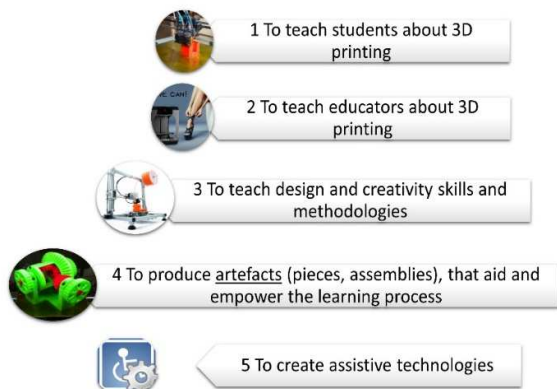 1 To teach students about 3D
printing
2 To teach educators about 3D
printing
3 To teach design and creativity skills and
methodologies
4 To produce artefacts (pieces, assemblies), that aid and
empower the learning process
5 To create assistive technologies